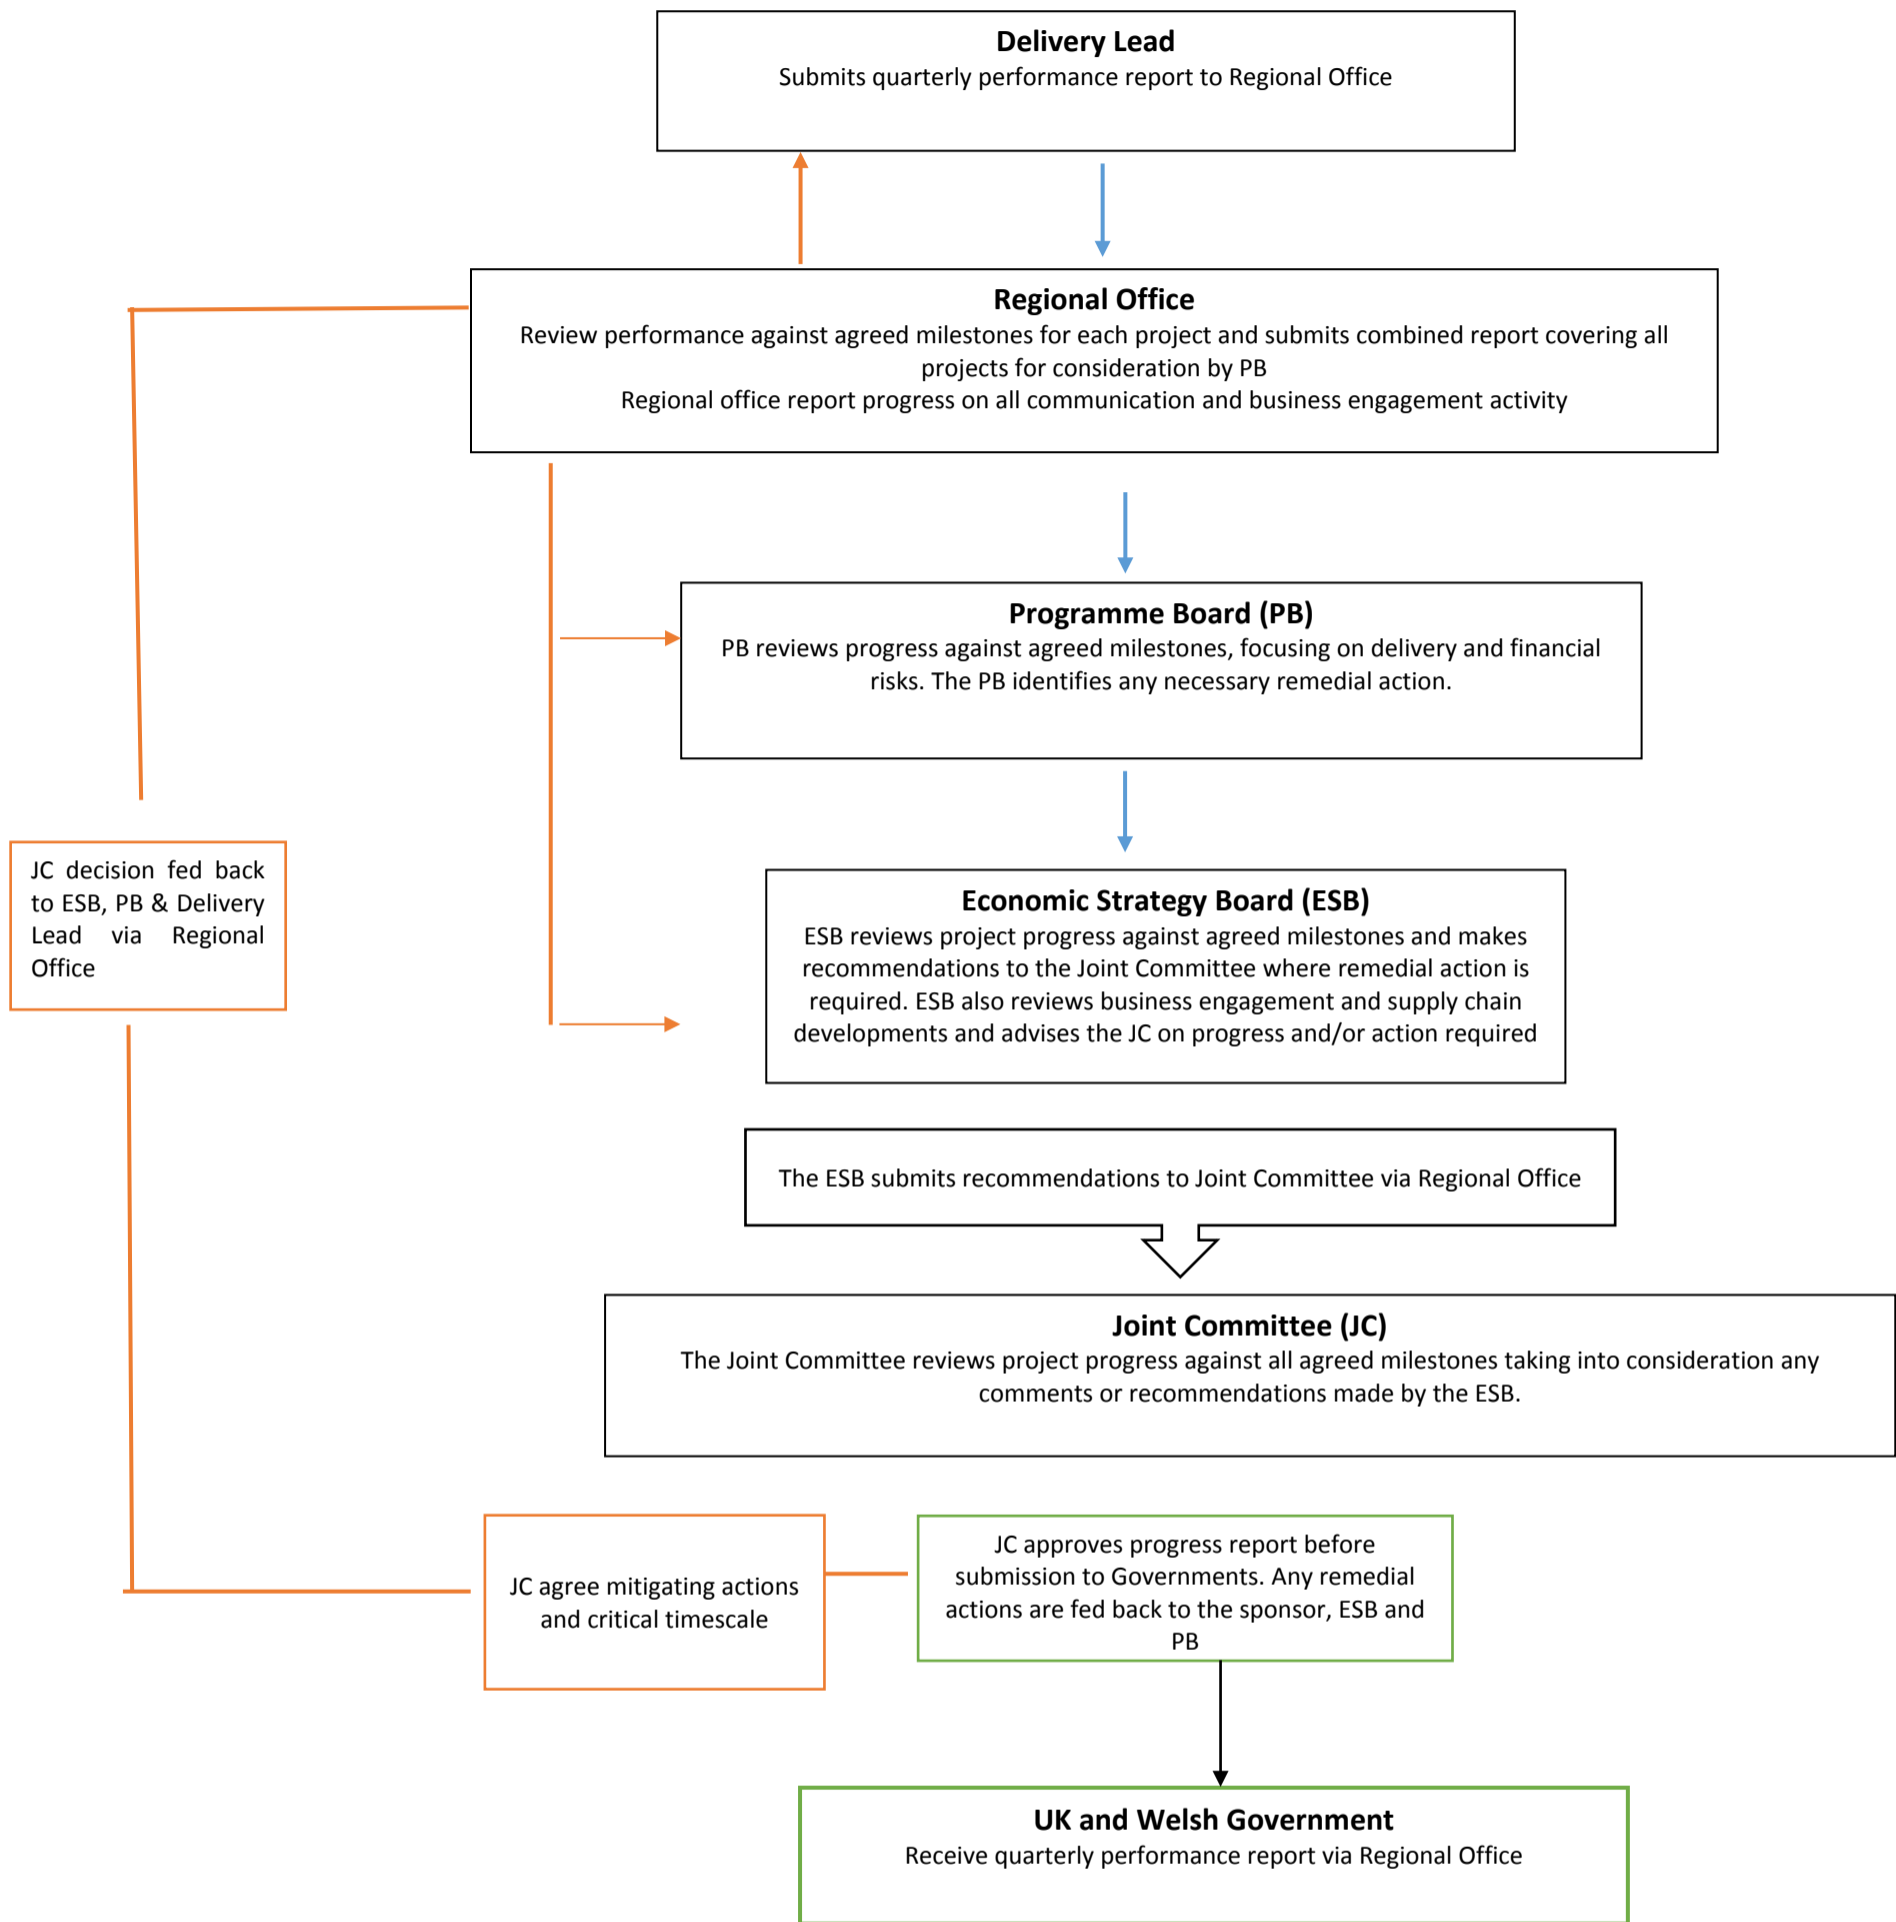 Delivery Lead
Submits quarterly performance report to Regional Office
Regional Office
Review performance against agreed milestones for each project and submits combined report covering all
projects for consideration by PB
Regional office report progress on all communication and business engagement activity
Programme Board (PB)
PB reviews progress against agreed milestones, focusing on delivery and financial
risks. The PB identifies any necessary remedial action.
JC decision fed back
to ESB, PB & Delivery
Lead via Regional
Office
Economic Strategy Board (ESB)
ESB reviews project progress against agreed milestones and makes
recommendations to the Joint Committee where remedial action is
required. ESB also reviews business engagement and supply chain
developments and advises the JC on progress and/or action required
The ESB submits recommendations to Joint Committee via Regional Office
Joint Committee (JC)
The Joint Committee reviews project progress against all agreed milestones taking into consideration any
comments or recommendations made by the ESB.
JC agree mitigating actions
and critical timescale
JC approves progress report before
submission to Governments. Any remedial
actions are fed back to the sponsor, ESB and
PB
UK and Welsh Government
Receive quarterly performance report via Regional Office